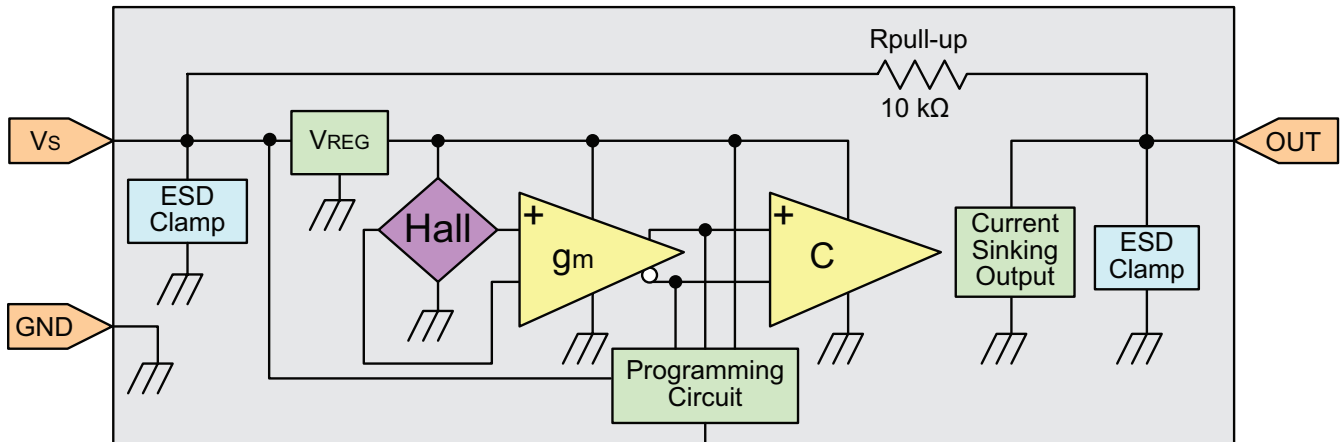 Rpull-up
10 kΩ
VS
VREG
OUT
ESD
Clamp
Hall
+
gm
+
C
Current
Sinking
Output
ESD
Clamp
GND
Programming
Circuit